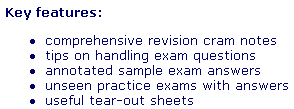 Key features:
• comprehensive revision cram notes
• tips on handling exam questions
• annotated sample exam answers
• unseen practice exams with answers
• useful tear-out sheets